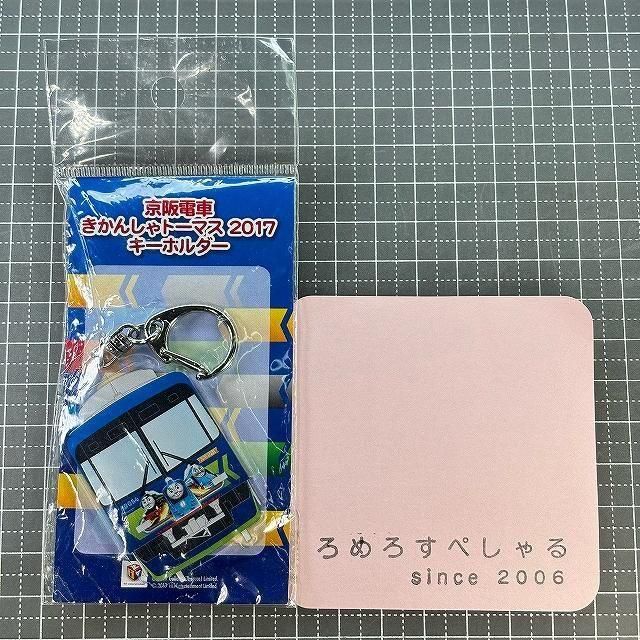 京阪電車
きかんしゃトーマス 2017
キーホルダー
ろめろすぺしゃる
since 2006